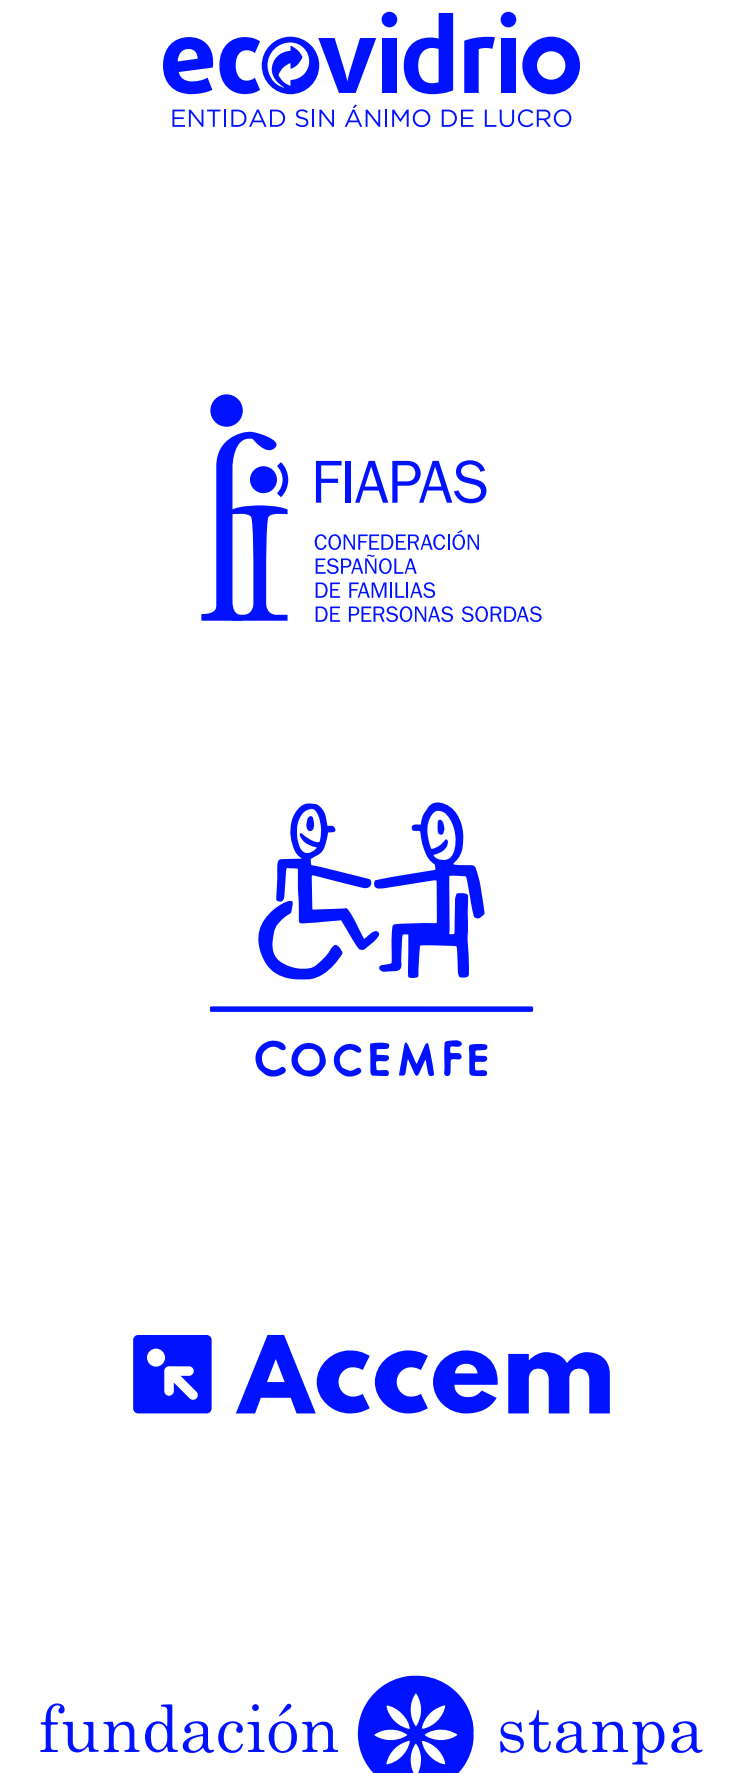 ecovidrio
ENTIDAD SIN ÁNIMO DE LUCRO
FIAPAS
CONFEDERACIÓN
ESPAÑOLA
DE FAMILIAS
DE PERSONAS SORDAS
COCEMFE
Accem
fundación stanpa